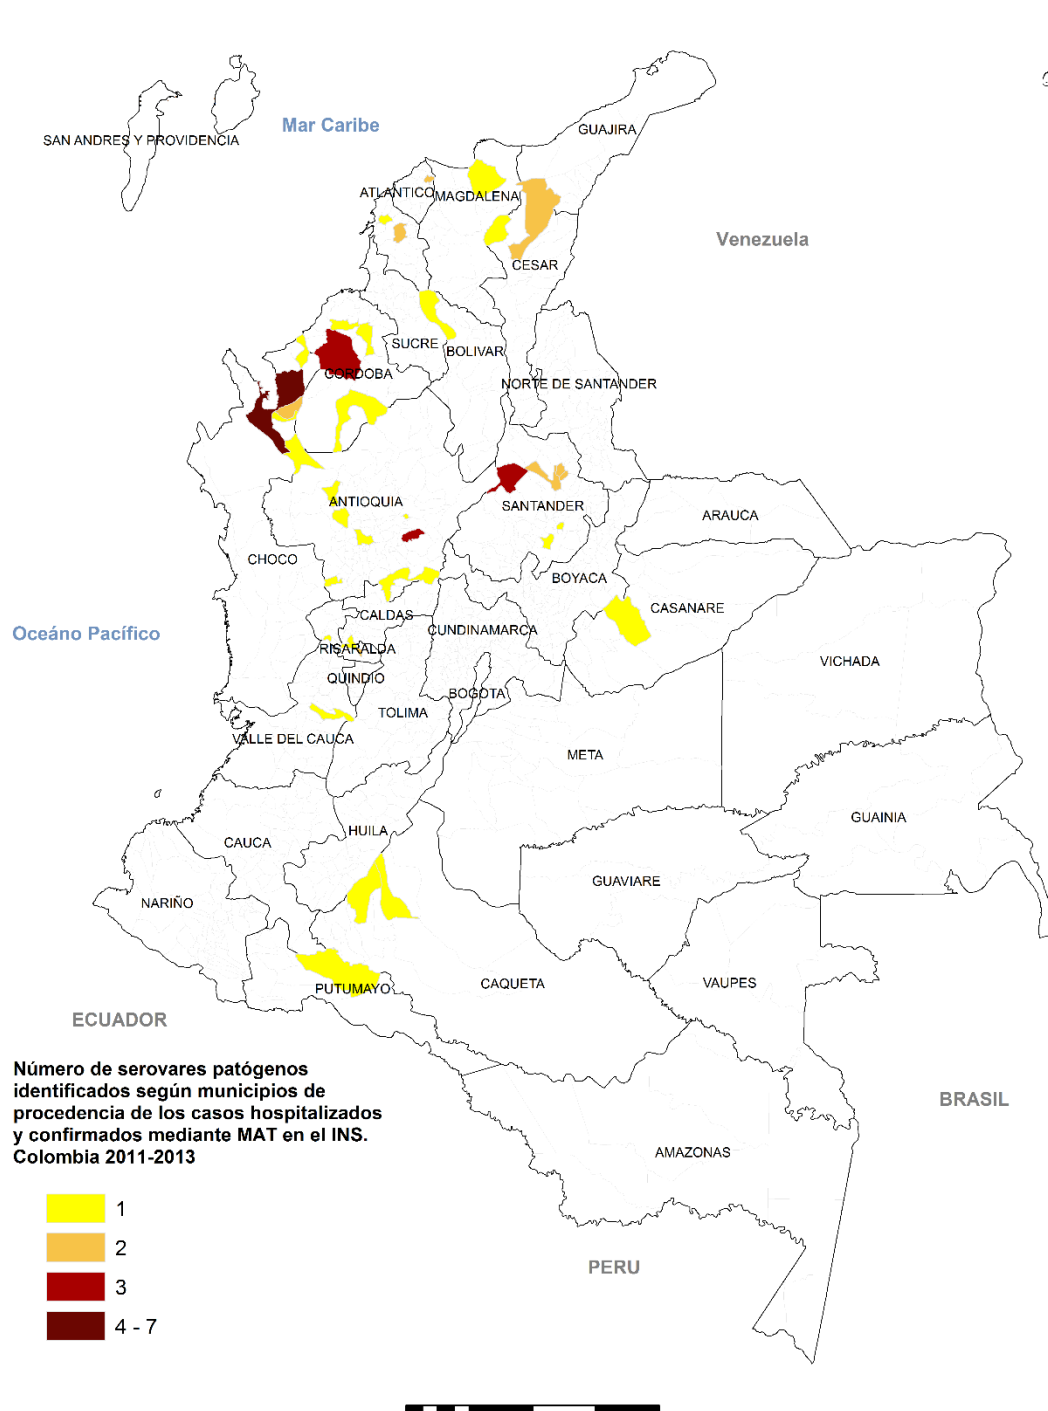 GUAJIRA
Mar Caribe
SAN ANDRES Y PROVIDENCIA
ATLANTICO
MAGDALENA
Venezuela
CESAR
SUCRE
BOLIVAR
CORDOBA
NORTE DE SANTANDER
ANTIOQUIA
SANTANDER
ARAUCA
CHOCO
BOYACA
CASANARE
CALDAS
CUNDINAMARCA
Oceáno Pacífico
RISARALDA
VICHADA
QUINDIO
BOGOTA
TOLIMA
VALLE DEL CAUCA
META
GUAINIA
HUILA
CAUCA
GUAVIARE
NARIÑO
CAQUETA
VAUPES
PUTUMAYO
ECUADOR
Número de serovares patógenos
identificados según municipios de
procedencia de los casos hospitalizados
y confirmados mediante MAT en el INS.
Colombia 2011-2013
BRASIL
AMAZONAS
1
2
3
4 - 7
PERU